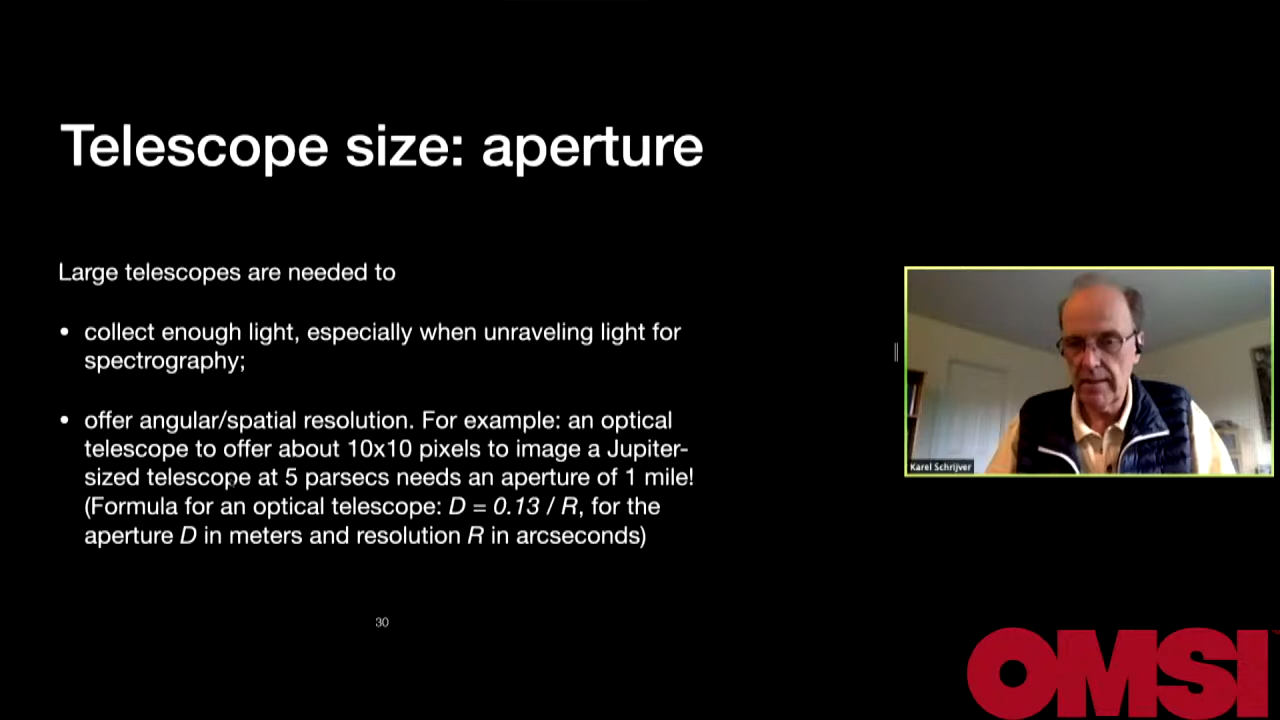 Telescope size: aperture
Large telescopes are needed to
• collect enough light, especially when unraveling light for
spectrography;
• offer angular/spatial resolution. For example: an optical
telescope to offer about 10x10 pixels to image a Jupiter-
sized telescope at 5 parsecs needs an aperture of 1 mile!
(Formula for an optical telescope: D = 0.13 / R, for the
aperture D in meters and resolution R in arcseconds)
30
Karel Schrijver
OMSI